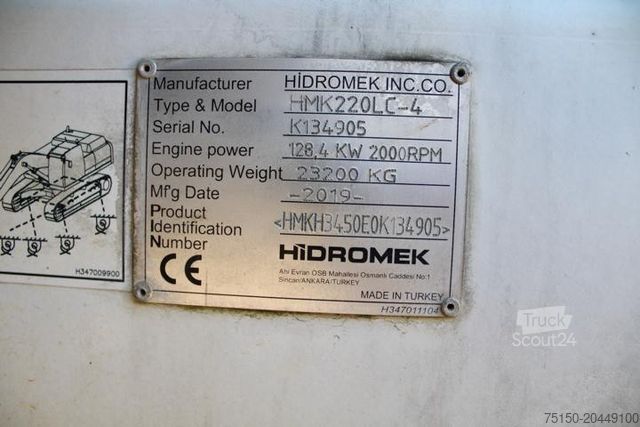 Manufacturer HİDROMEK INC.CO.
Type & Model HMK220LC-4
Serial No. K134905
Engine power 128,4 KW 2000RPM
Operating Weight 23200 KG
Mfg Date -2019-
Product
Identification <HMKH3450E0K134905>
Number
HİDROMEK
CE
Ahi Evran OSB Mahallesi Osmanlı Caddesi No:1
Sincan/ANKARA/TURKEY
MADE IN TURKEY
H347011104
H347009900
Truck
Scout24
75150-20449100